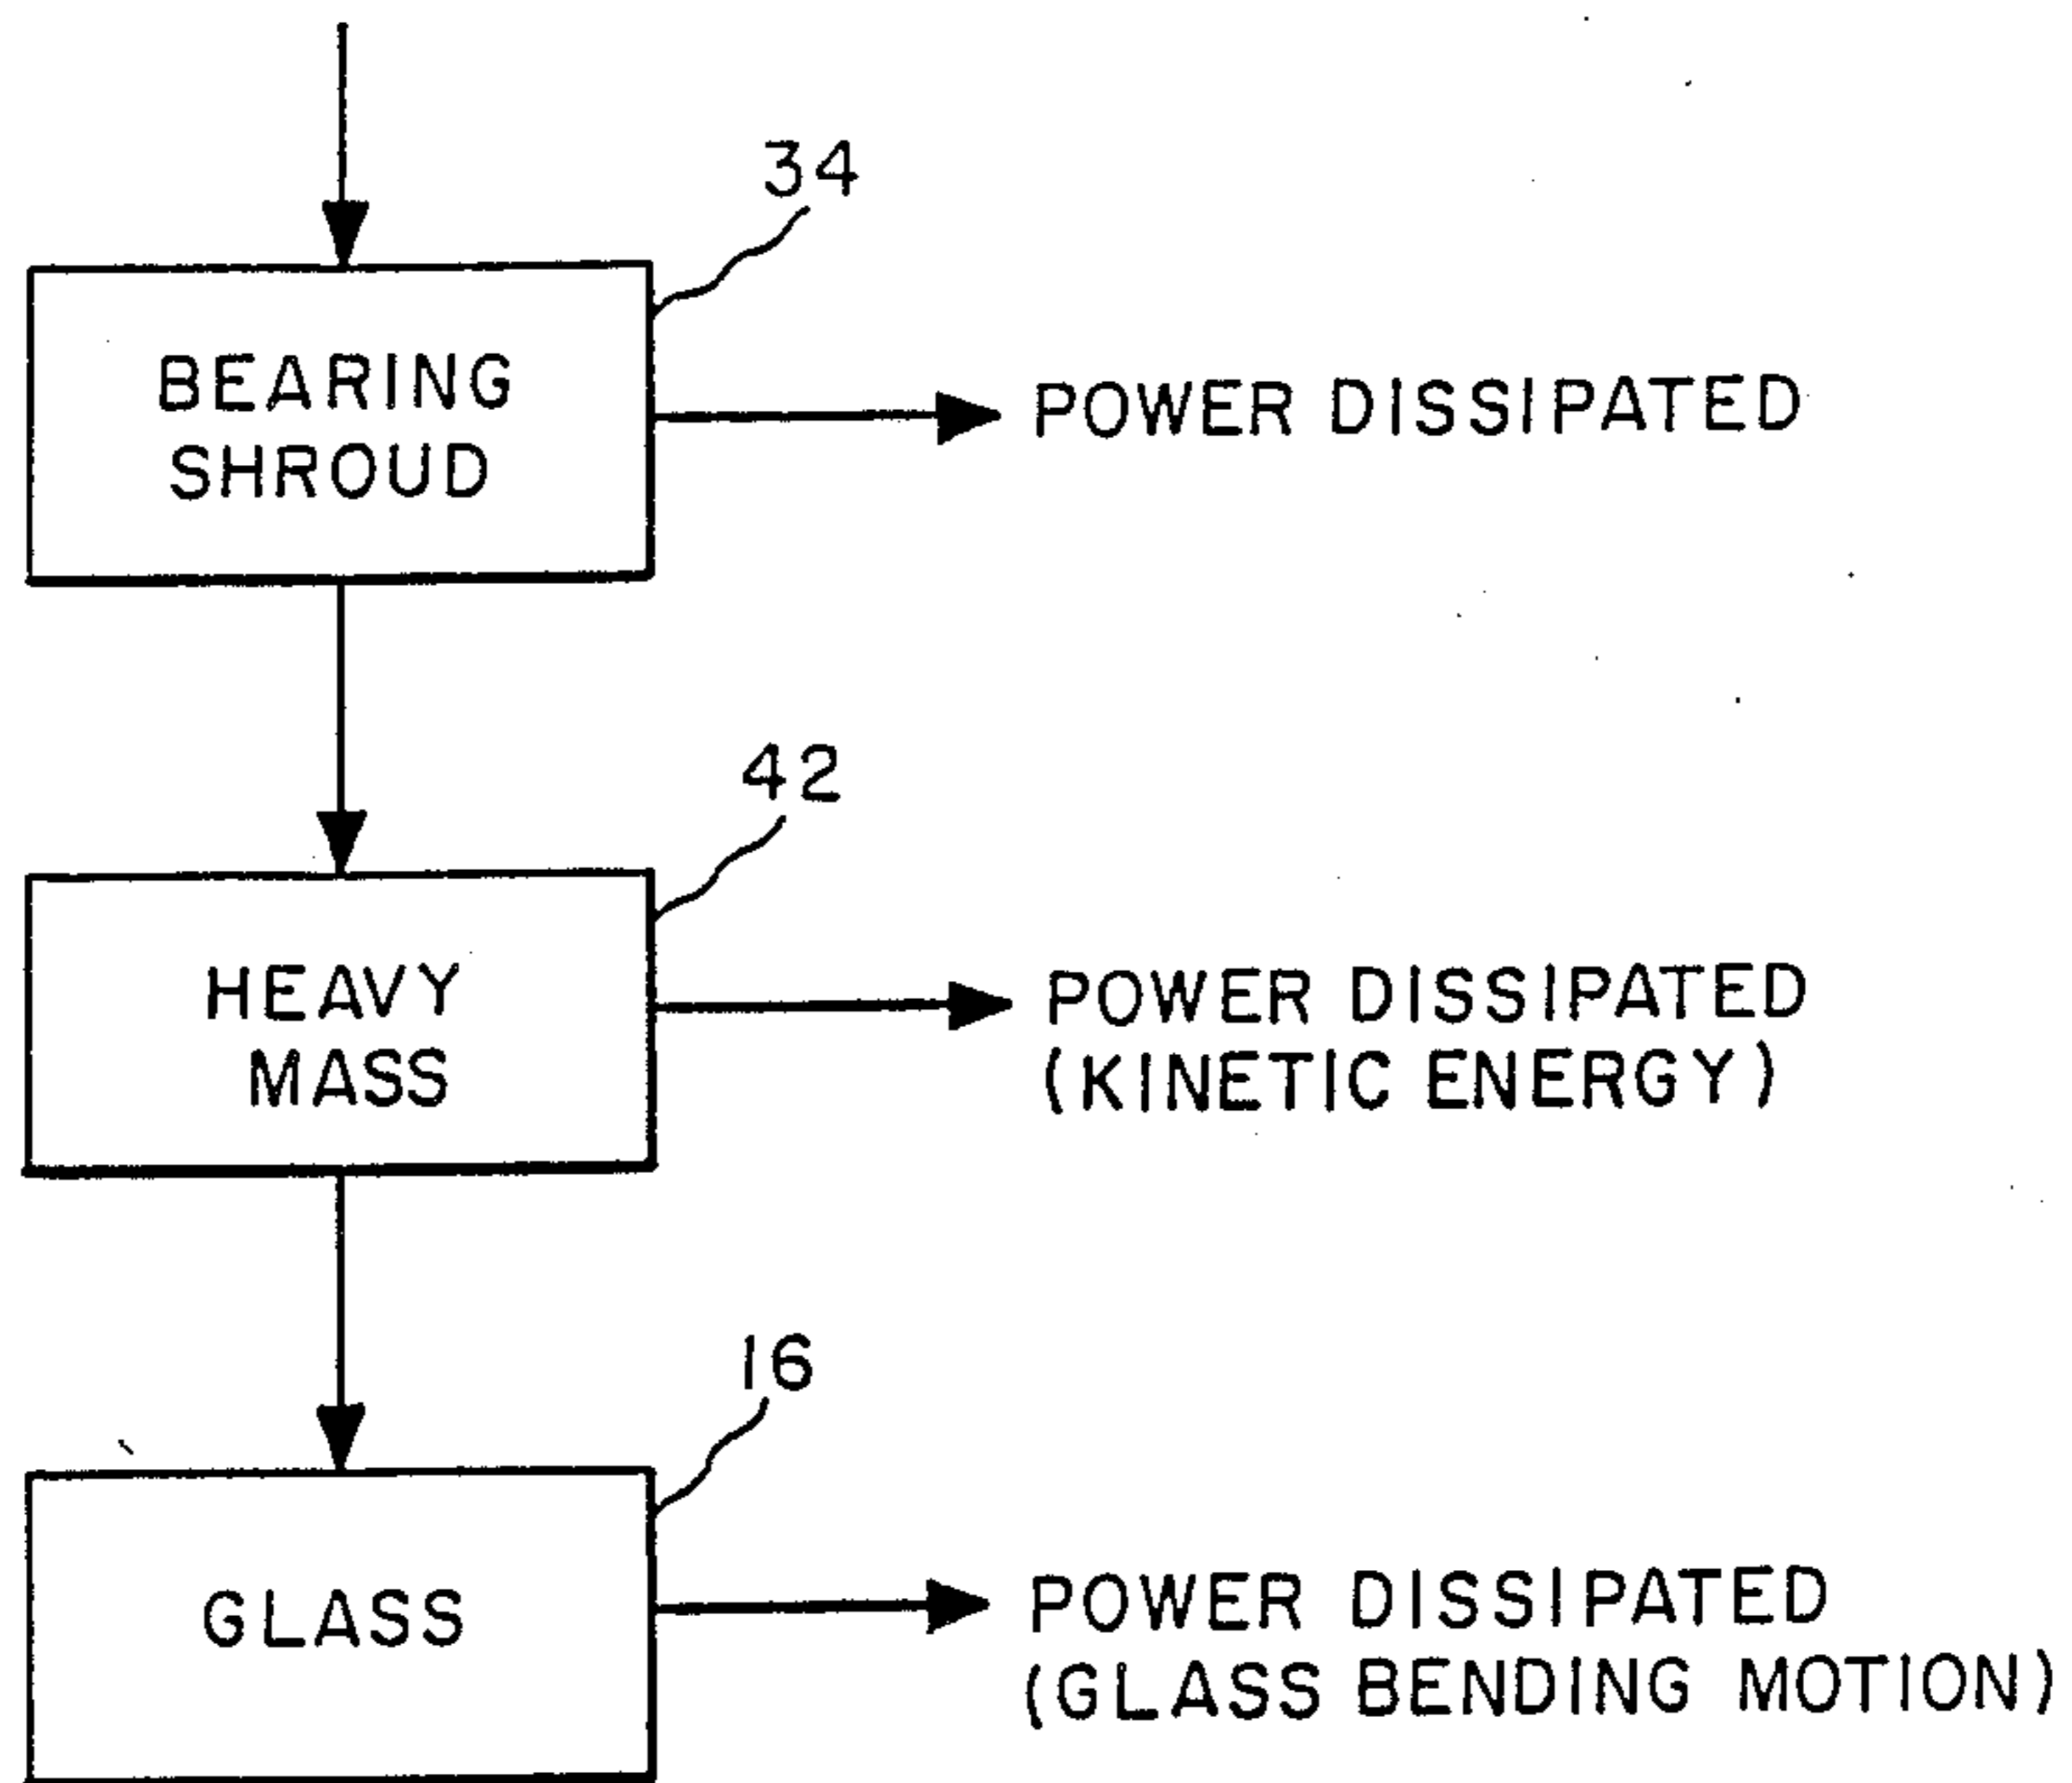 34
BEARING
SHROUD
POWER DISSIPATED
42
HEAVY
MASS
POWER DISSIPATED
(KINETIC ENERGY)
16
GLASS
POWER DISSIPATED
(GLASS BENDING MOTION)